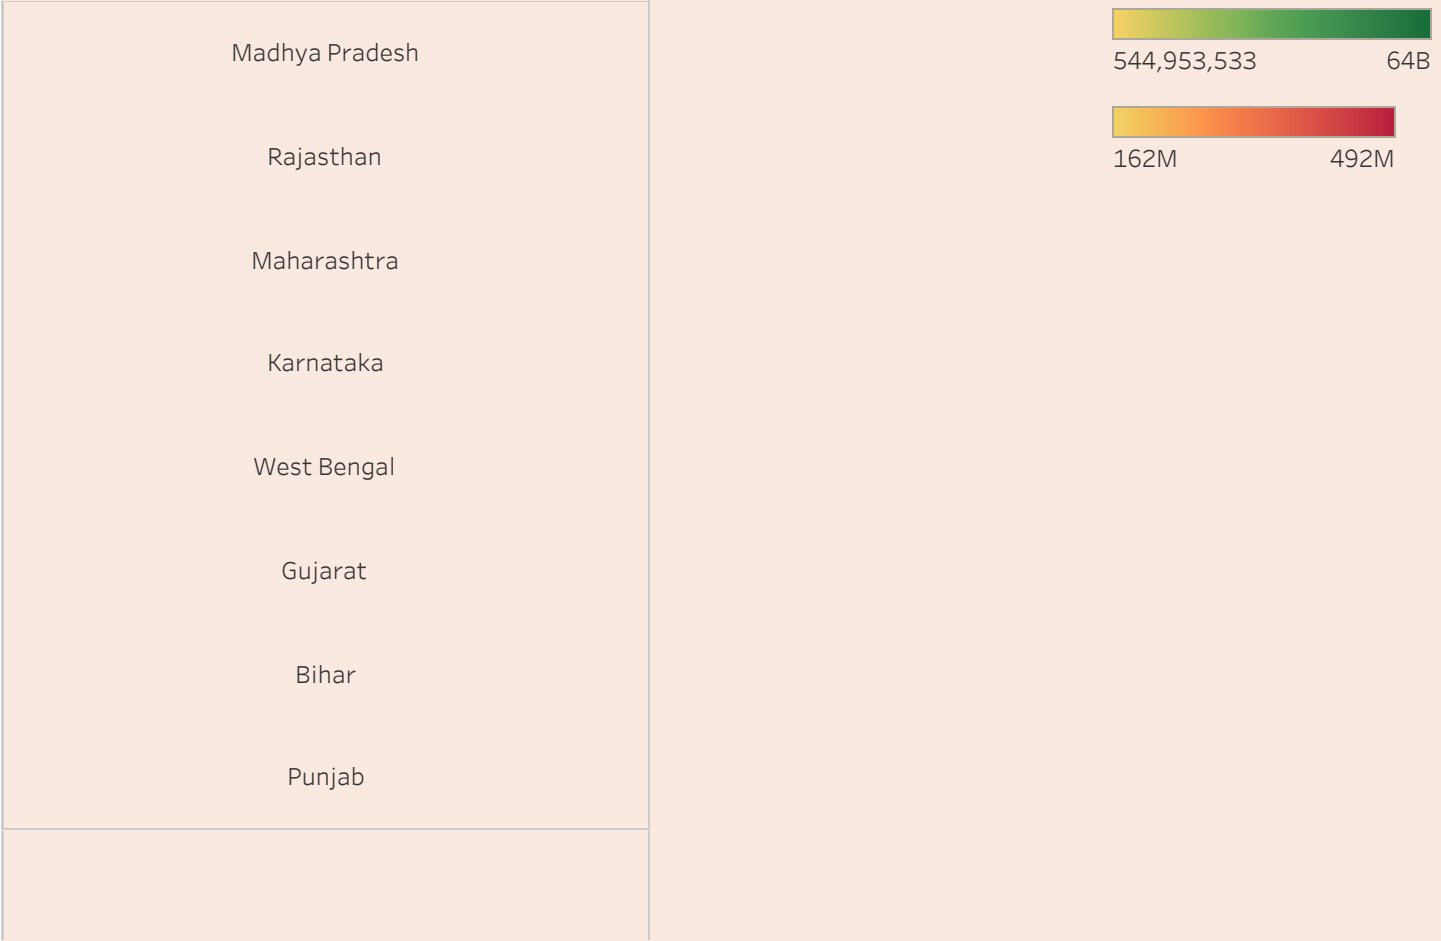 Madhya Pradesh
Rajasthan
Maharashtra
Karnataka
West Bengal
Gujarat
Bihar
Punjab
544,953,533 64B
162M 492M